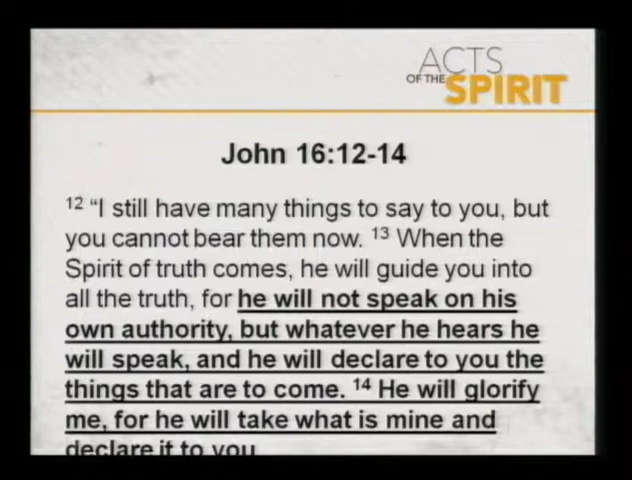 ACTS
OF THE SPIRIT
John 16:12-14
12 “I still have many things to say to you, but
you cannot bear them now. 13 When the
Spirit of truth comes, he will guide you into
all the truth, for he will not speak on his
own authority, but whatever he hears he
will speak, and he will declare to you the
things that are to come. 14 He will glorify
me, for he will take what is mine and
declare it to you